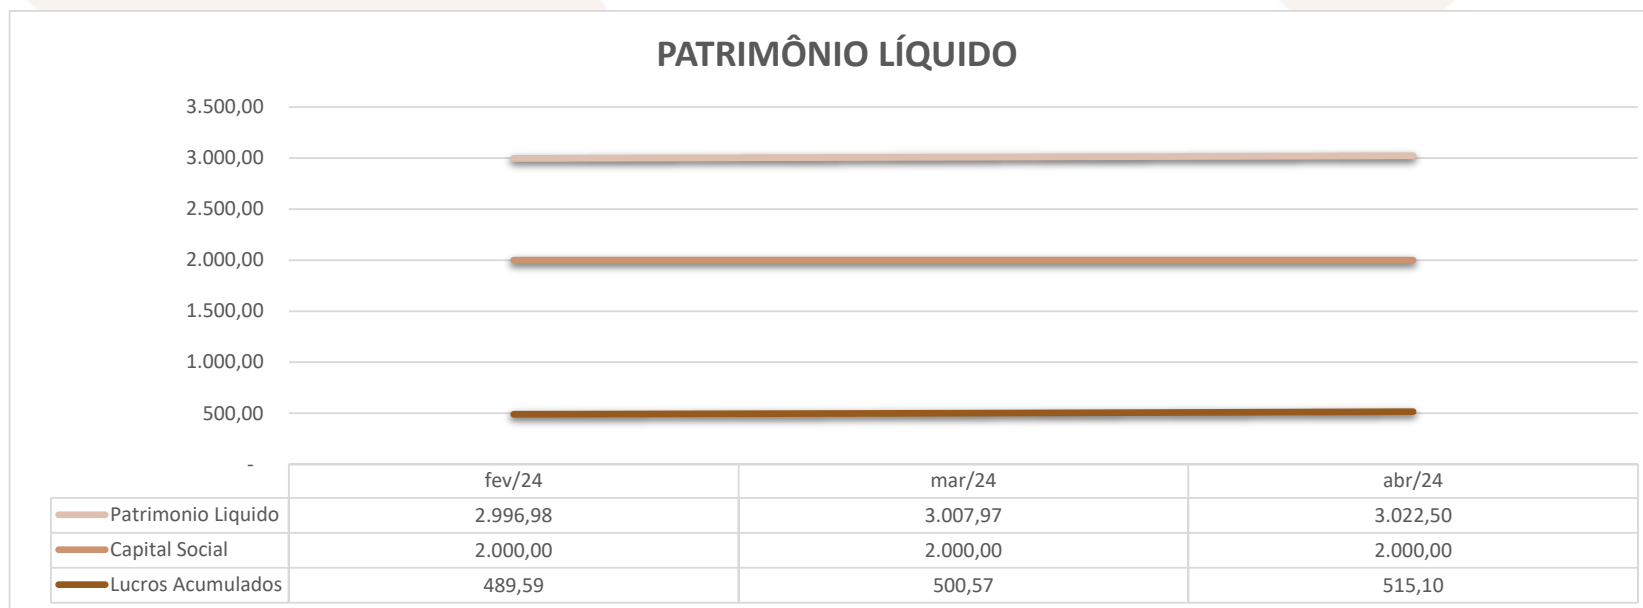 PATRIMÔNIO LÍQUIDO
3.500,00
3.000,00
2.500,00
2.000,00
1.500,00
1.000,00
500,00
-
fev/24 mar/24 abr/24
Patrimonio Liquido 2.996,98 3.007,97 3.022,50
Capital Social 2.000,00 2.000,00 2.000,00
Lucros Acumulados 489,59 500,57 515,10